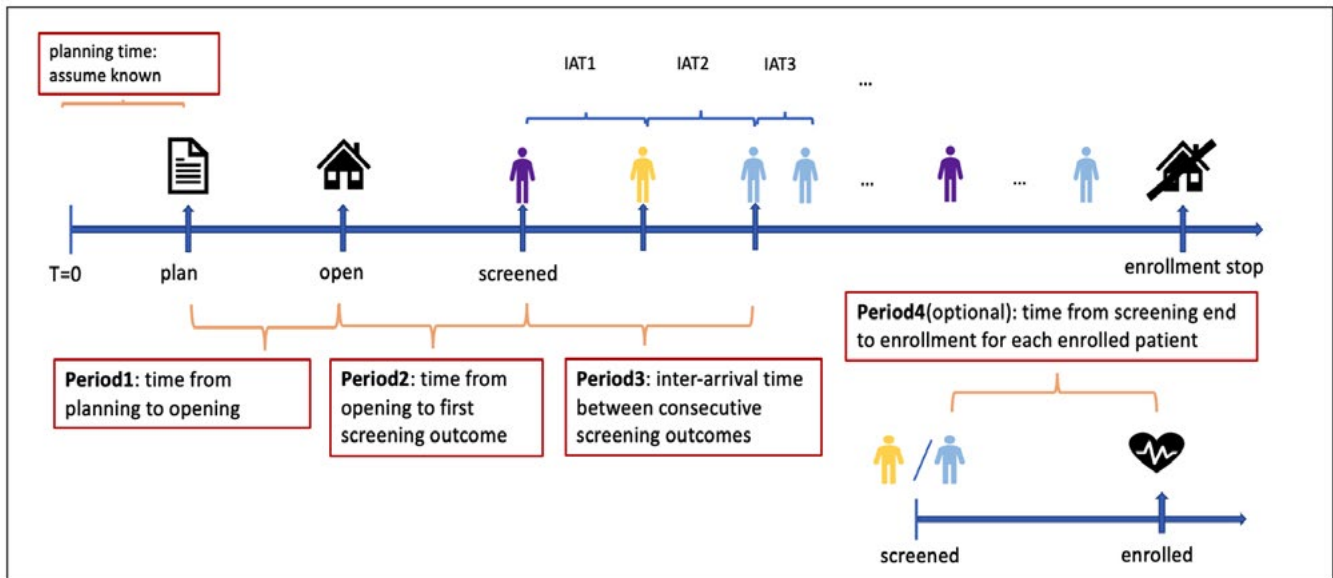 planning time:
assume known
IAT1
IAT2
IAT3
...
...
...
T=0
plan
open
screened
enrollment stop
Period1: time from
planning to opening
Period2: time from
opening to first
screening outcome
Period3: inter-arrival time
between consecutive
screening outcomes
Period4(optional): time from screening end
to enrollment for each enrolled patient
screened
enrolled